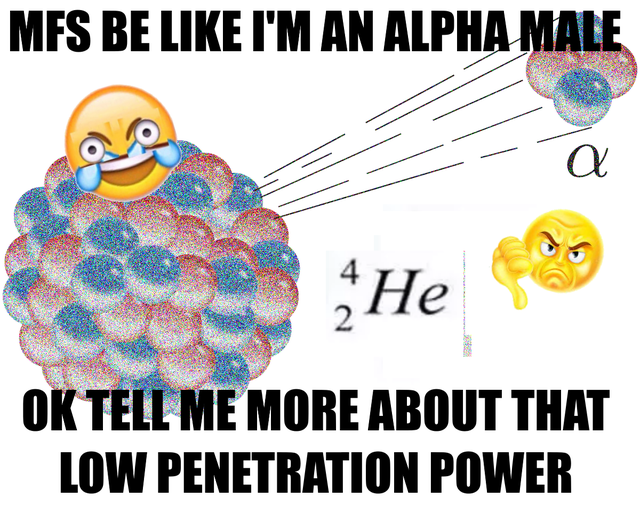 MFS BE LIKE I'M AN ALPHA MALE
α
4
2 He
OK TELL ME MORE ABOUT THAT
LOW PENETRATION POWER